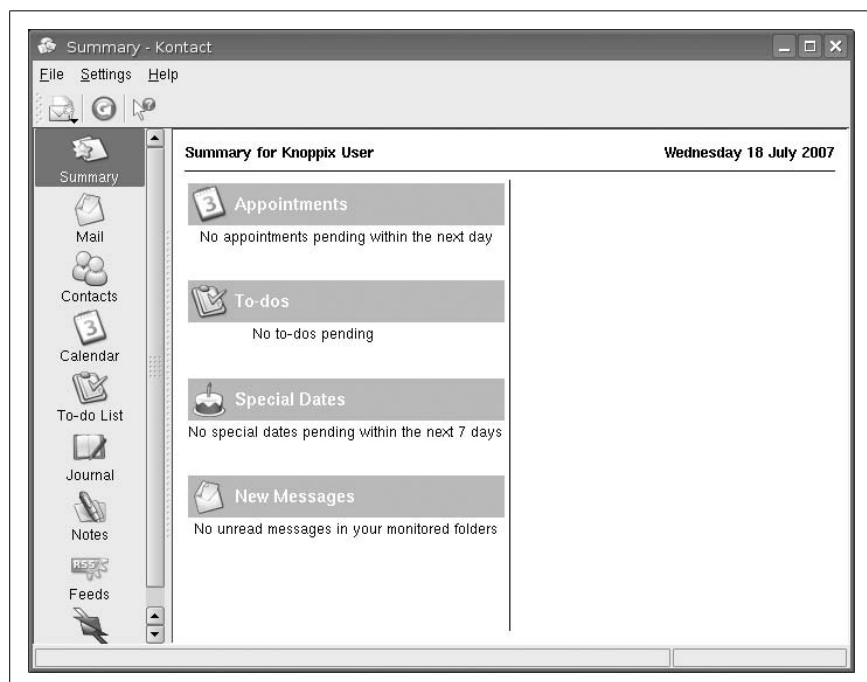 Summary - Kontact
File Settings Help
Summary
Mail
Contacts
3
Calendar
To-do List
Journal
Notes
RSS
Feeds
Summary for Knoppix User
Wednesday 18 July 2007
3
Appointments
No appointments pending within the next day
To-dos
No to-dos pending
Special Dates
No special dates pending within the next 7 days
New Messages
No unread messages in your monitored folders